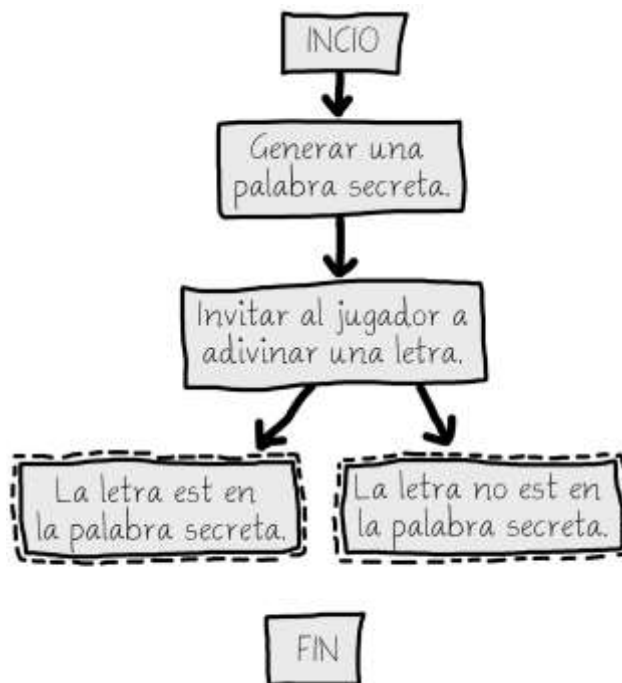 INCIO
Generar una
palabra secreta.
Invitar al jugador a
adivinar una letra.
La letra est en
la palabra secreta.
La letra no est en
la palabra secreta.
FIN